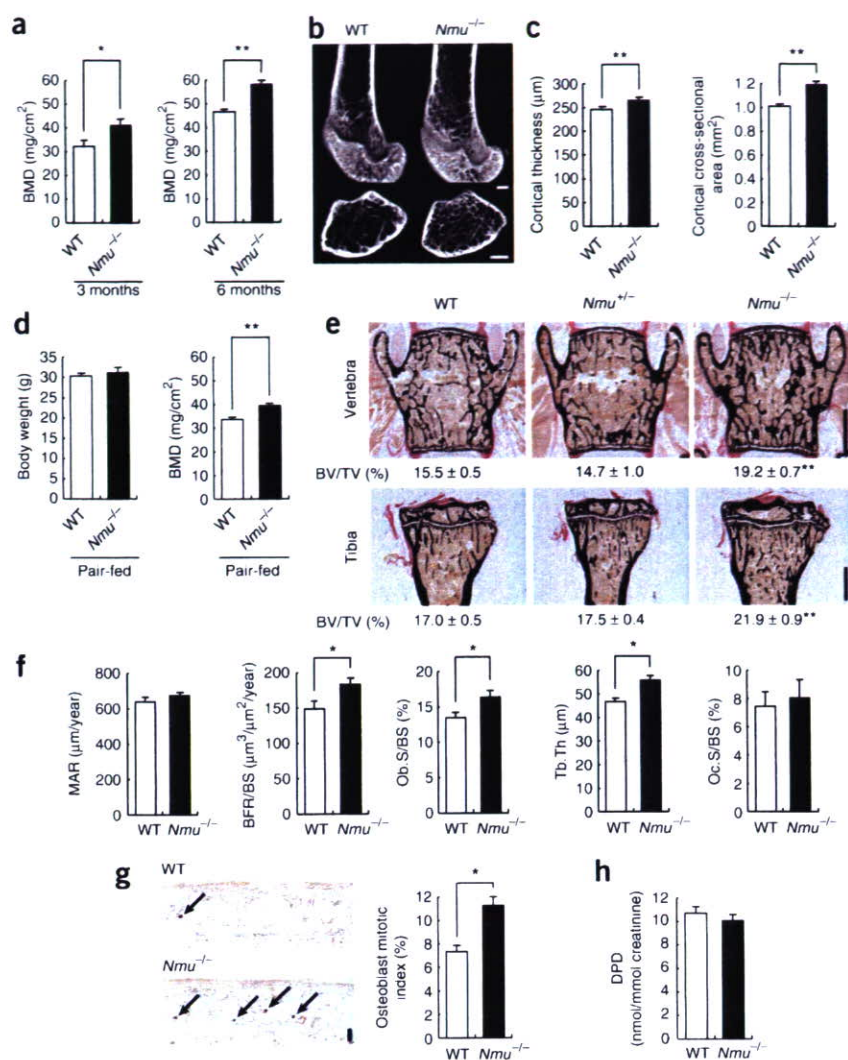 a
*
60
50
40
30
20
10
0
BMD (mg/cm²)
WT
Nmu⁻/⁻
3 months
**
60
50
40
30
20
10
0
BMD (mg/cm²)
WT
Nmu⁻/⁻
6 months
b
WT
Nmu⁻/⁻
c
**
300
250
200
150
100
50
0
Cortical thickness (µm)
WT
Nmu⁻/⁻
**
1.2
1.0
0.8
0.6
0.4
0.2
0
Cortical cross-sectional
area (mm²)
WT
Nmu⁻/⁻
d
35
30
25
20
15
10
5
0
Body weight (g)
WT
Nmu⁻/⁻
Pair-fed
**
60
50
40
30
20
10
0
BMD (mg/cm²)
WT
Nmu⁻/⁻
Pair-fed
e
WT
Nmu⁺/⁻
Nmu⁻/⁻
Vertebra
BV/TV (%) 15.5 ± 0.5 14.7 ± 1.0 19.2 ± 0.7**
Tibia
BV/TV (%) 17.0 ± 0.5 17.5 ± 0.4 21.9 ± 0.9**
f
800
600
400
200
0
MAR (µm/year)
WT Nmu⁻/⁻
*
200
150
100
50
0
BFR/BS (µm³/µm²/year)
WT Nmu⁻/⁻
*
20
15
10
5
0
Ob.S/BS (%)
WT Nmu⁻/⁻
*
70
60
50
40
30
20
10
0
Tb.Th (µm)
WT Nmu⁻/⁻
10
8
6
4
2
0
Oc.S/BS (%)
WT Nmu⁻/⁻
g
WT
Nmu⁻/⁻
*
12
10
8
6
4
2
0
Osteoblast mitotic
index (%)
WT Nmu⁻/⁻
h
12
10
8
6
4
2
0
DPD
(nmol/mmol creatinine)
WT Nmu⁻/⁻